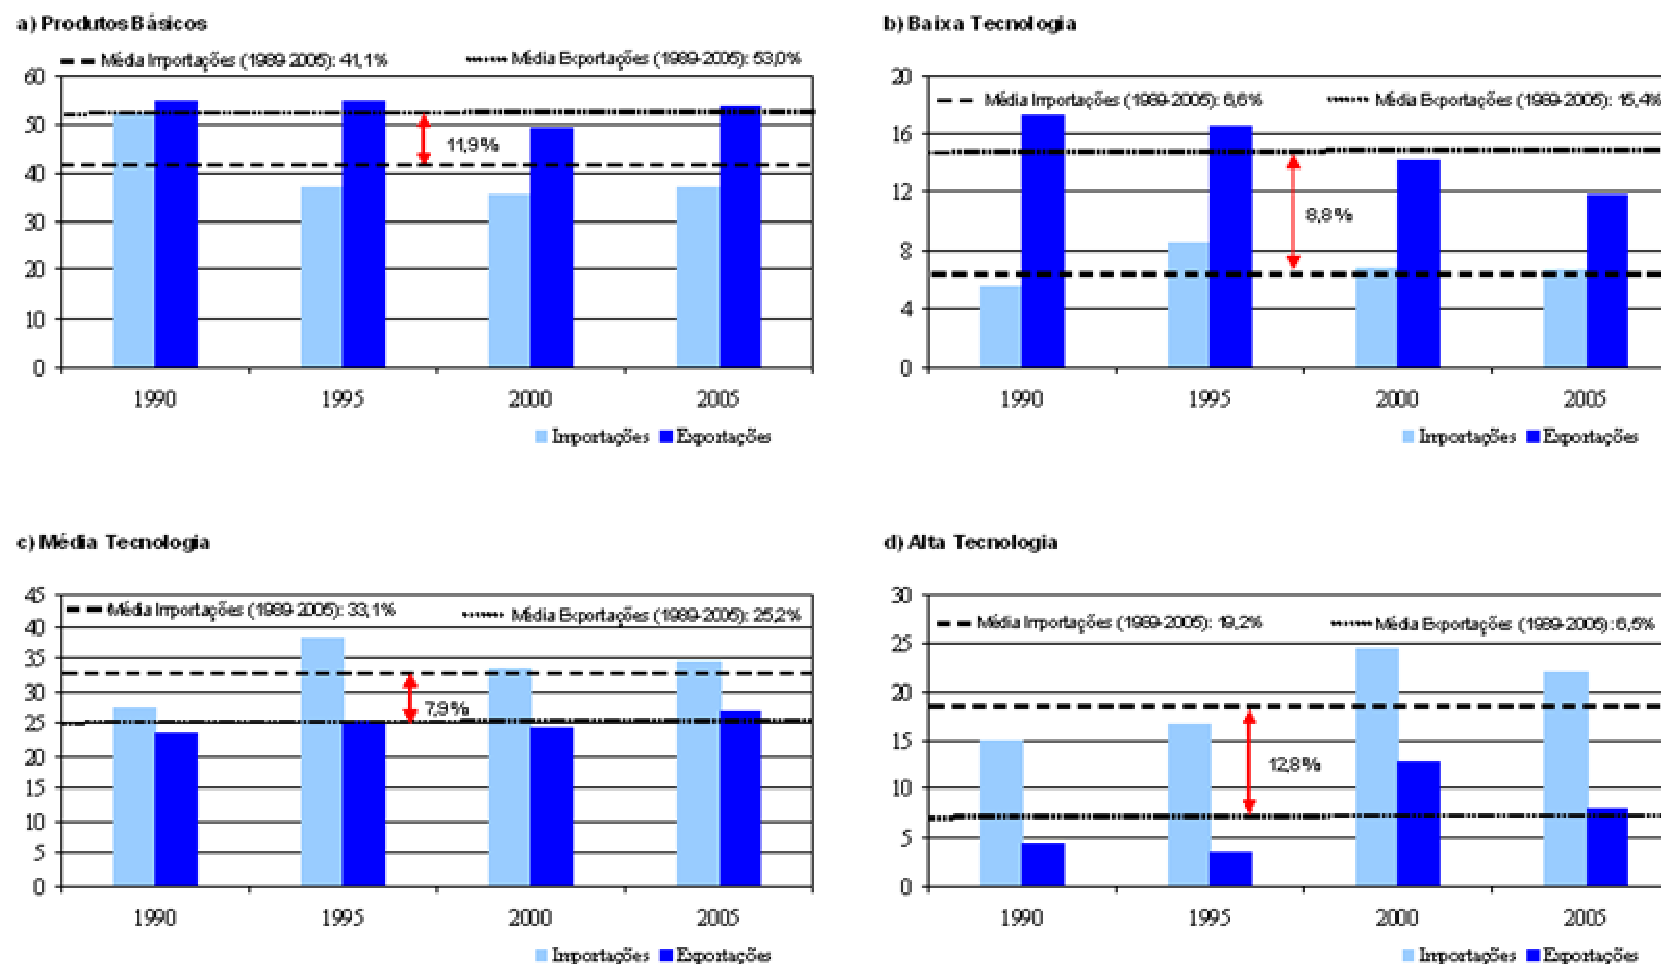 a) Produtos Básicos
Média Importações (1989-2005): 41,1%
Média Exportações (1989-2005): 53,0%
60
50
40
30
20
10
0
11,9%
1990 1995 2000 2005
Importações Exportações
b) Baixa Tecnologia
20
16
12
8
4
0
Média Importações (1989-2005): 6,6%
Média Exportações (1989-2005): 15,4%
8,8%
1990 1995 2000 2005
Importações Exportações
c) Média Tecnologia
45
40
35
30
25
20
15
10
5
0
Média Importações (1989-2005): 33,1%
Média Exportações (1989-2005): 25,2%
7,9%
1990 1995 2000 2005
Importações Exportações
d) Alta Tecnologia
30
25
20
15
10
5
0
Média Importações (1989-2005): 19,2%
Média Exportações (1989-2005): 6,5%
12,8%
1990 1995 2000 2005
Importações Exportações